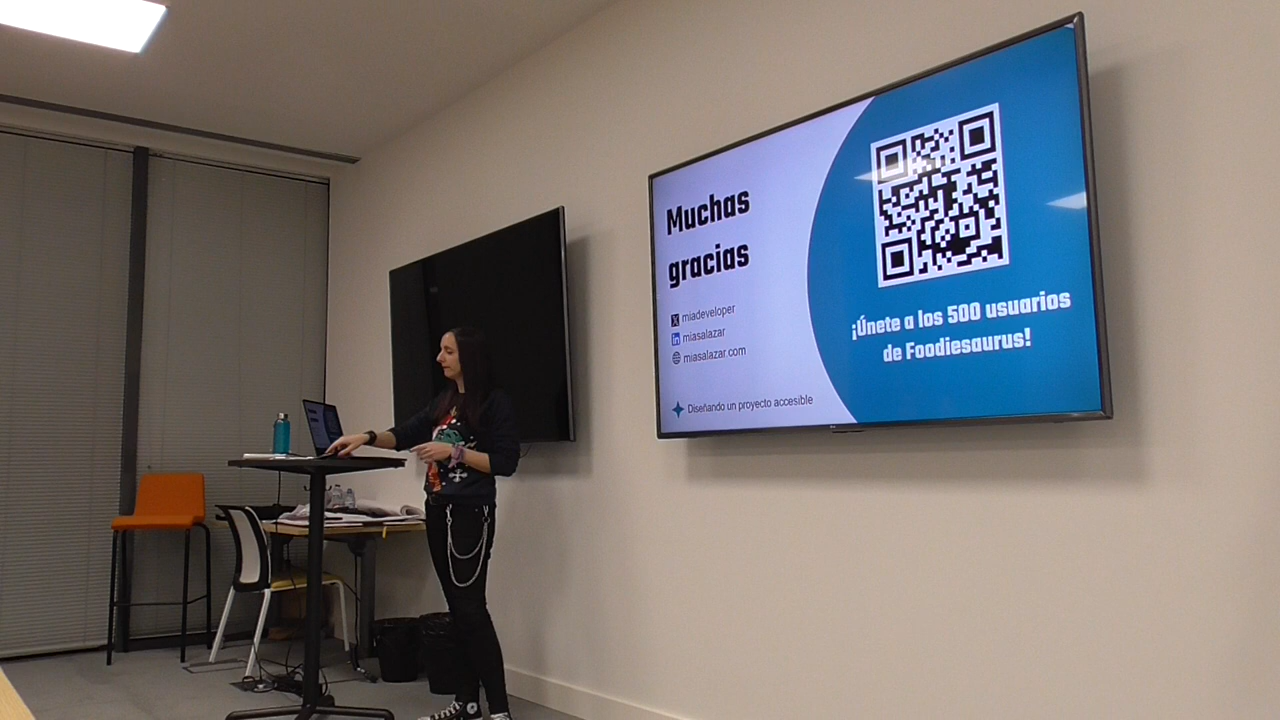 Muchas
gracias
miadeveloper
miasalazar
miasalazar.com
Diseñando un proyecto accesible
¡Únete a los 500 usuarios
de Foodiesaurus!